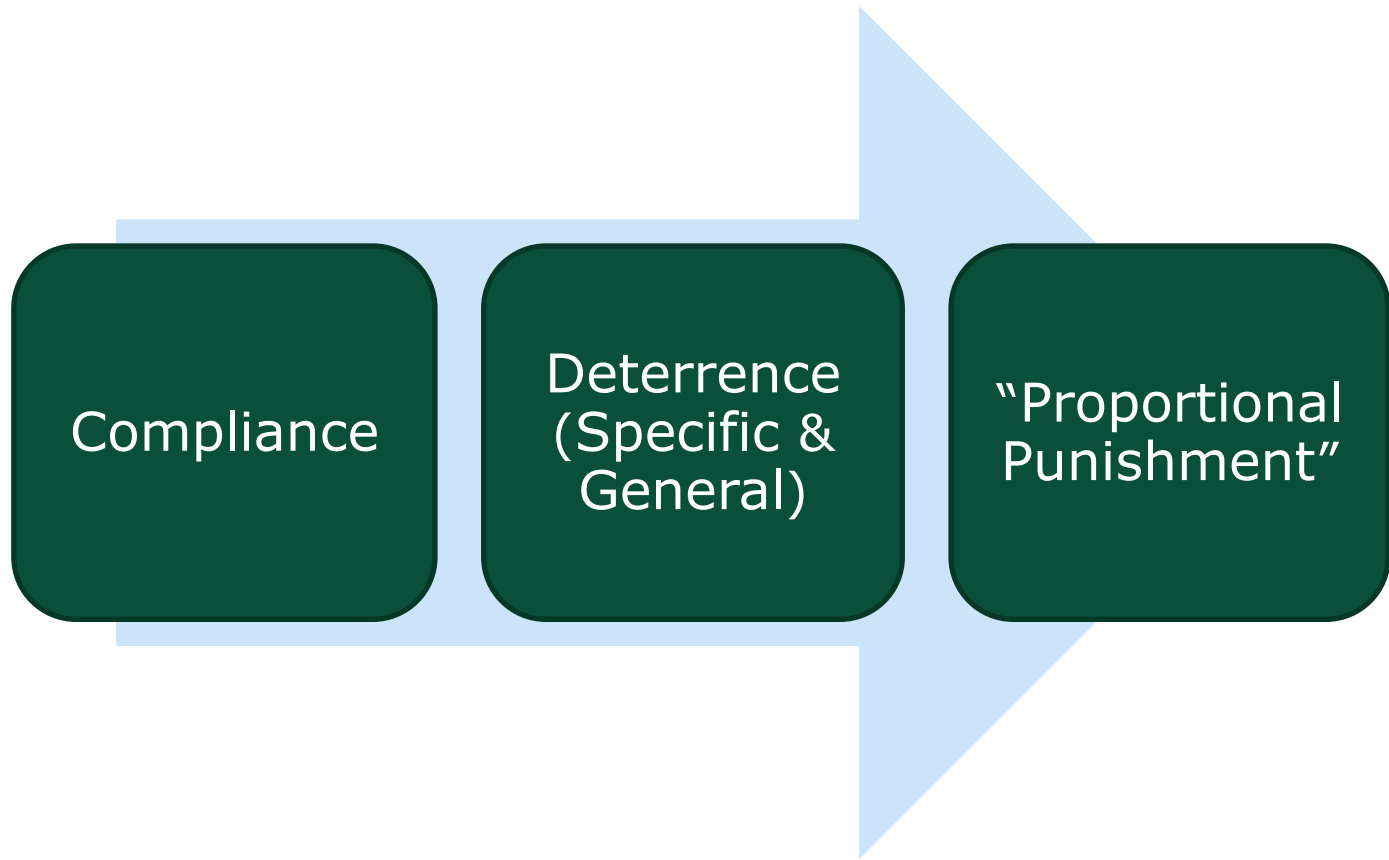 Compliance
Deterrence
(Specific &
General)
“Proportional
Punishment”